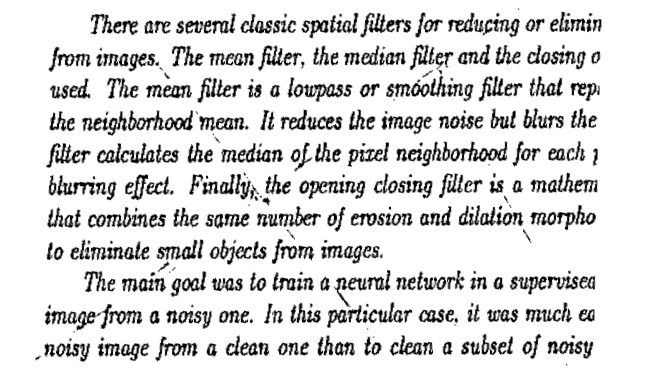 There are several classic spatial filters for reducing or elimin
from images. The mean filter, the median filter and the closing o
used. The mean filter is a lowpass or smoothing filter that rep
the neighborhood mean. It reduces the image noise but blurs the
filter calculates the median of the pixel neighborhood for each
blurring effect. Finally, the opening closing filter is a mathem
that combines the same number of erosion and dilation morpho
to eliminate small objects from images.
The main goal was to train a neural network in a supervised
image from a noisy one. In this particular case, it was much ea
noisy image from a clean one than to clean a subset of noisy